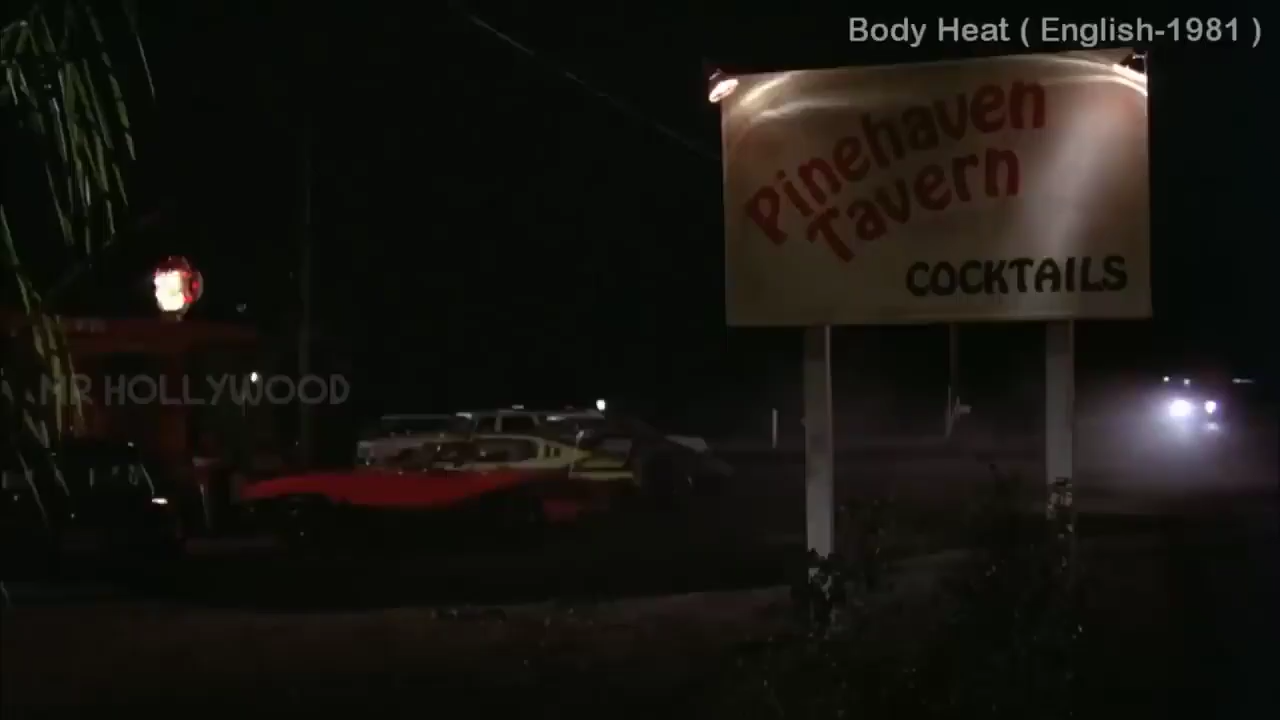 Body Heat ( English-1981 )
Pinehaven
Tavern
COCKTAILS
MR HOLLYWOOD